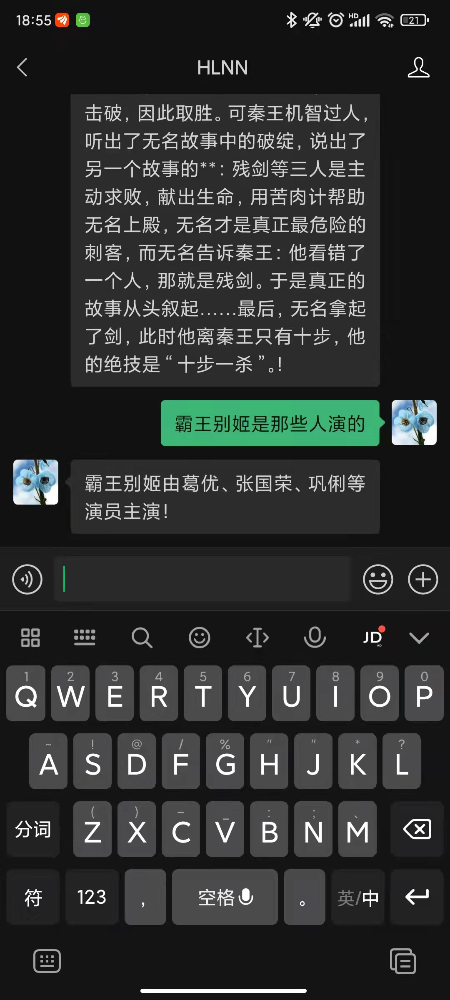 18:55
HD
21
HLNN
击破，因此取胜。可秦王机智过人，
听出了无名故事中的破绽，说出了
另一个故事的**：残剑等三人是主
动求败，献出生命，用苦肉计帮助
无名上殿，无名才是真正最危险的
刺客，而无名告诉秦王：他看错了
一个人，那就是残剑。于是真正的
故事从头叙起……最后，无名拿起
了剑，此时他离秦王只有十步，他
的绝技是“十步一杀”。!
霸王别姬是那些人演的
霸王别姬由葛优、张国荣、巩俐等
演员主演!
JD
AD
1 2 3 4 5 6 7 8 9 0
Q W E R T Y U I O P
~ ! @ / % " " * ?
A S D F G H J K L
( ) - _ : ; 、
分词 Z X C V B N M
符 123 ， 空格 。 英/中